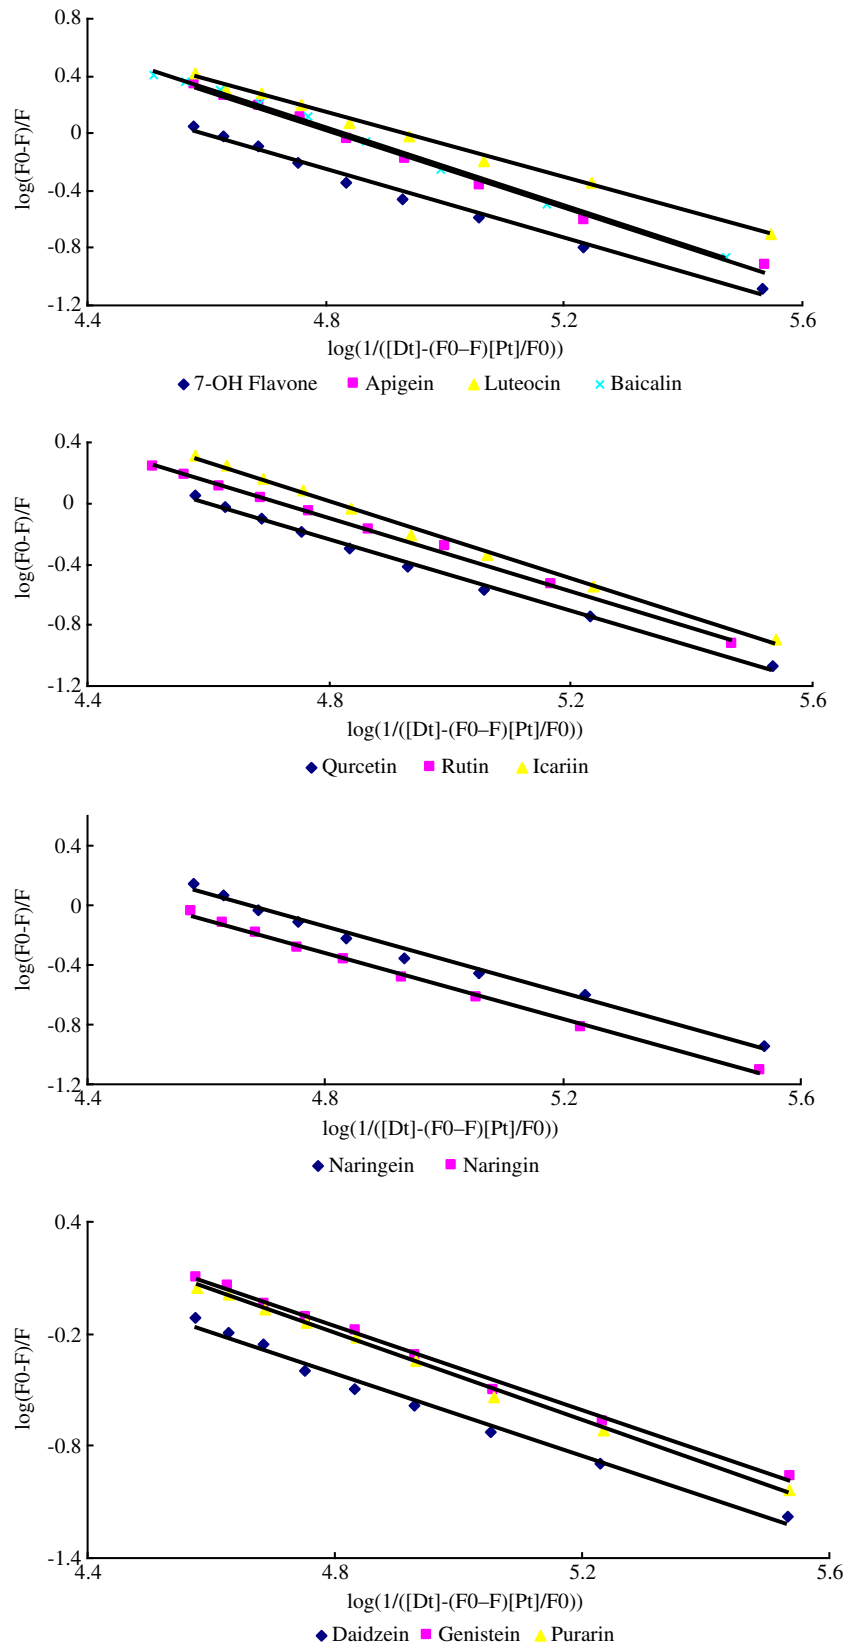 0.8
0.4
0
-0.4
-0.8
-1.2
log(F0-F)/F
4.4 4.8 5.2 5.6
log(1/([Dt]-(F0–F)[Pt]/F0))
7-OH Flavone Apigein Luteocin Baicalin
0.4
0
-0.4
-0.8
-1.2
log(F0-F)/F
4.4 4.8 5.2 5.6
log(1/([Dt]-(F0–F)[Pt]/F0))
Qurcetin Rutin Icariin
0.4
0
-0.4
-0.8
-1.2
log(F0-F)/F
4.4 4.8 5.2 5.6
log(1/([Dt]-(F0–F)[Pt]/F0))
Naringein Naringin
0.4
-0.2
-0.8
-1.4
log(F0-F)/F
4.4 4.8 5.2 5.6
log(1/([Dt]-(F0–F)[Pt]/F0))
Daidzein Genistein Purarin